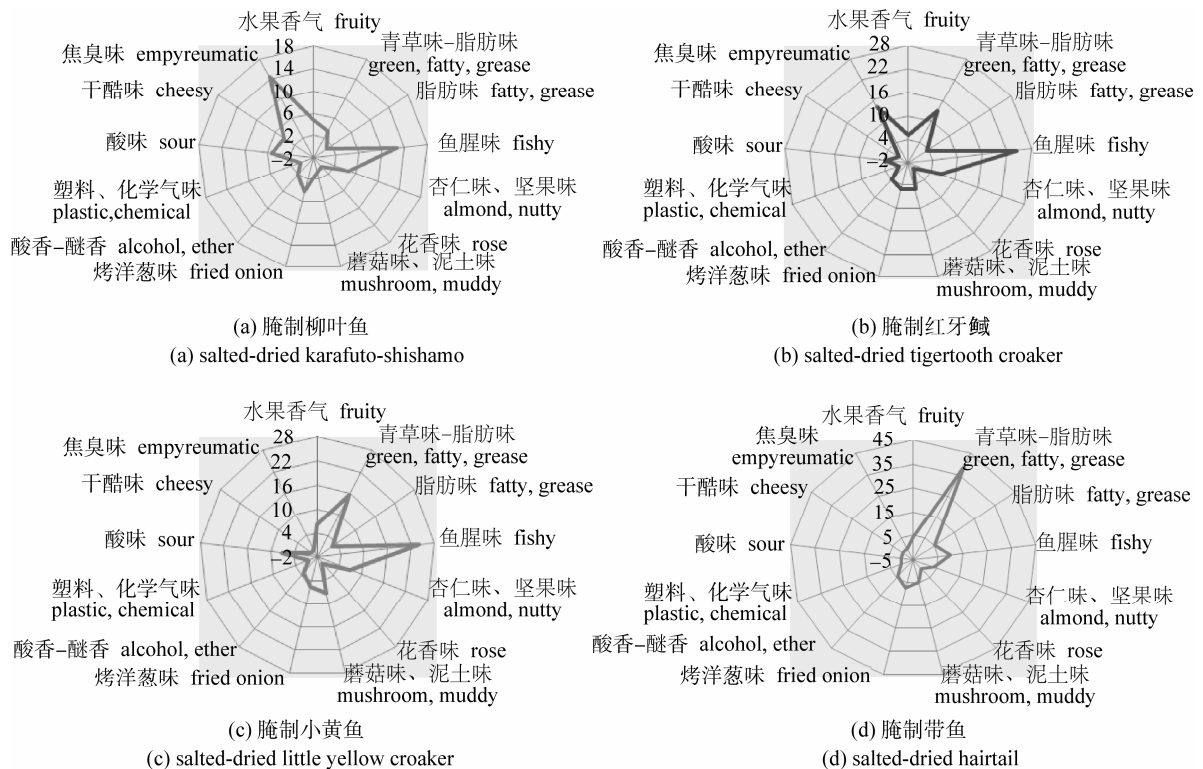 水果香气 fruity
18
14
10
6
2
−2
青草味−脂肪味
green, fatty, grease
脂肪味 fatty, grease
鱼腥味 fishy
杏仁味、坚果味
almond, nutty
花香味 rose
蘑菇味、泥土味
mushroom, muddy
烤洋葱味 fried onion
酸香−醚香 alcohol, ether
塑料、化学气味
plastic,chemical
酸味 sour
干酪味 cheesy
焦臭味 empyreumatic
(a) 腌制柳叶鱼
(a) salted-dried karafuto-shishamo
水果香气 fruity
28
22
16
10
4
−2
青草味−脂肪味
green, fatty, grease
脂肪味 fatty, grease
鱼腥味 fishy
杏仁味、坚果味
almond, nutty
花香味 rose
蘑菇味、泥土味
mushroom, muddy
烤洋葱味 fried onion
酸香−醚香 alcohol, ether
塑料、化学气味
plastic, chemical
酸味 sour
干酪味 cheesy
焦臭味 empyreumatic
(b) 腌制红牙鰔
(b) salted-dried tigertooth croaker
水果香气 fruity
28
22
16
10
4
−2
青草味−脂肪味
green, fatty, grease
脂肪味 fatty, grease
鱼腥味 fishy
杏仁味、坚果味
almond, nutty
花香味 rose
蘑菇味、泥土味
mushroom, muddy
烤洋葱味 fried onion
酸香−醚香 alcohol, ether
塑料、化学气味
plastic, chemical
酸味 sour
干酪味 cheesy
焦臭味 empyreumatic
(c) 腌制小黄鱼
(c) salted-dried little yellow croaker
水果香气 fruity
45
35
25
15
5
−5
青草味−脂肪味
green, fatty, grease
脂肪味 fatty, grease
鱼腥味 fishy
杏仁味、坚果味
almond, nutty
花香味 rose
蘑菇味、泥土味
mushroom, muddy
烤洋葱味 fried onion
酸香−醚香 alcohol, ether
塑料、化学气味
plastic, chemical
酸味 sour
干酪味 cheesy
焦臭味
empyreumatic
(d) 腌制带鱼
(d) salted-dried hairtail